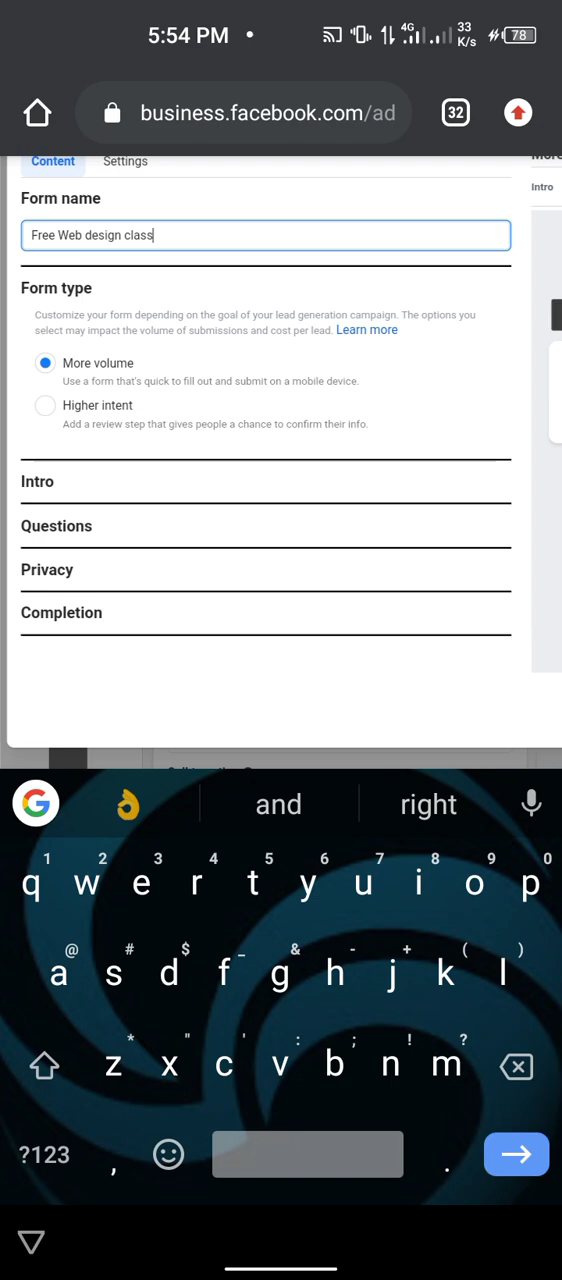 5:54 PM
4G
33
K/s
78
business.facebook.com/ad
32
Content
Settings
Intro
Form name
Free Web design class
Form type
Customize your form depending on the goal of your lead generation campaign. The options you
select may impact the volume of submissions and cost per lead. Learn more
More volume
Use a form that's quick to fill out and submit on a mobile device.
Higher intent
Add a review step that gives people a chance to confirm their info.
Intro
Questions
Privacy
Completion
and
right
1 2 3 4 5 6 7 8 9 0
q w e r t y u i o p
@ # $ _ & - + ( )
a s d f g h j k l
* " ' : ; ! ?
z x c v b n m
?123 , .